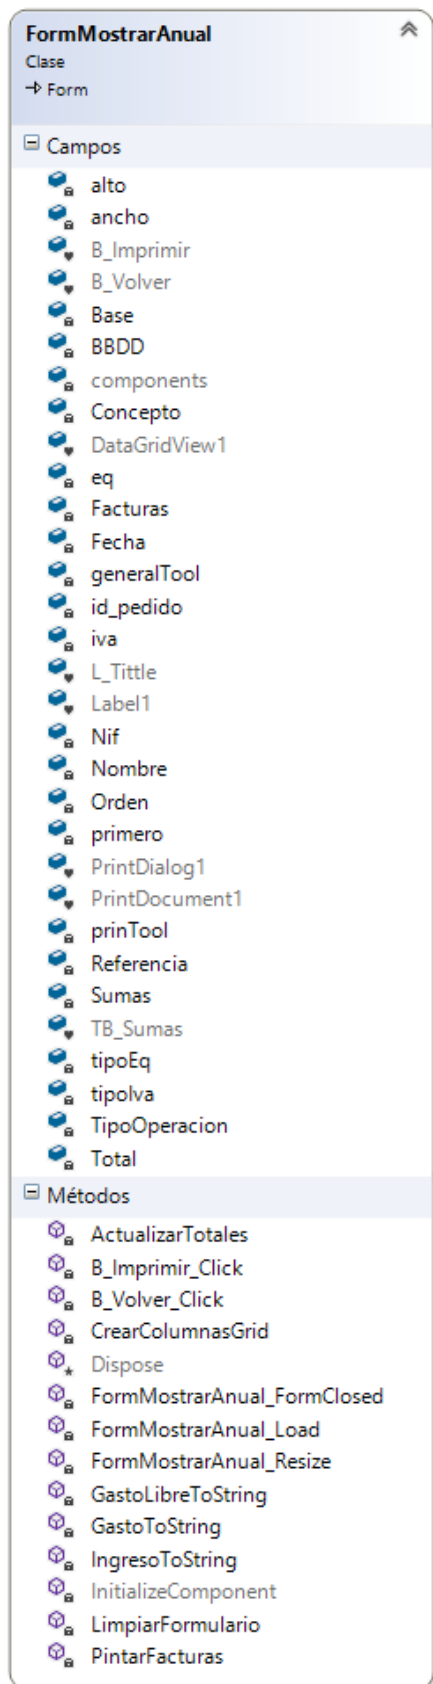 FormMostrarAnual
Clase
Form
Campos
alto
ancho
B_Imprimir
B_Volver
Base
BBDD
components
Concepto
DataGridView1
eq
Facturas
Fecha
generalTool
id_pedido
iva
L_Tittle
Label1
Nif
Nombre
Orden
primero
PrintDialog1
PrintDocument1
prinTool
Referencia
Sumas
TB_Sumas
tipoEq
tipoIva
TipoOperacion
Total
Métodos
ActualizarTotales
B_Imprimir_Click
B_Volver_Click
CrearColumnasGrid
Dispose
FormMostrarAnual_FormClosed
FormMostrarAnual_Load
FormMostrarAnual_Resize
GastoLibreToString
GastoToString
IngresoToString
InitializeComponent
LimpiarFormulario
PintarFacturas